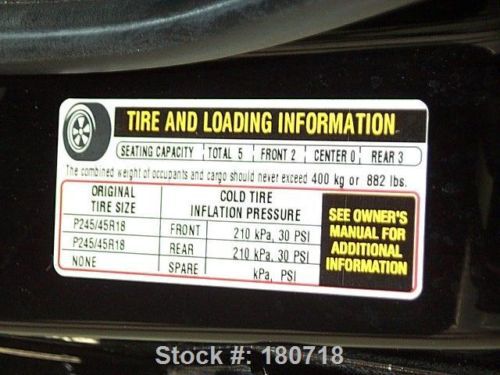 TIRE AND LOADING INFORMATION
SEATING CAPACITY TOTAL 5 FRONT 2 CENTER 0 REAR 3
The combined weight of occupants and cargo should never exceed 400 kg or 882 lbs.
ORIGINAL TIRE SIZE COLD TIRE INFLATION PRESSURE
P245/45R18 FRONT 210 kPa, 30 PSI
P245/45R18 REAR 210 kPa, 30 PSI
NONE SPARE kPa, PSI
SEE OWNER'S
MANUAL FOR
ADDITIONAL
INFORMATION
Stock #: 180718